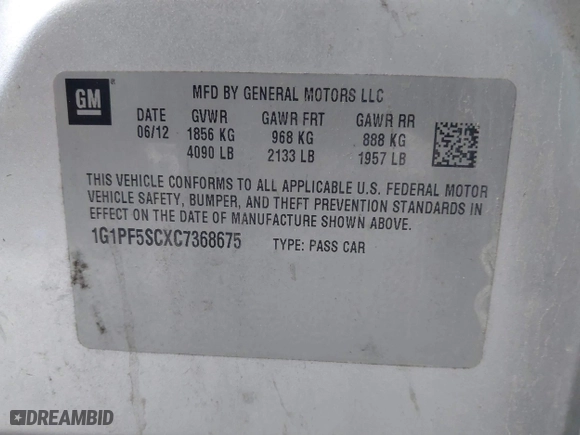 GM
MFD BY GENERAL MOTORS LLC
DATE GVWR GAWR FRT GAWR RR
06/12 1856 KG 968 KG 888 KG
4090 LB 2133 LB 1957 LB
THIS VEHICLE CONFORMS TO ALL APPLICABLE U.S. FEDERAL MOTOR
VEHICLE SAFETY, BUMPER, AND THEFT PREVENTION STANDARDS IN
EFFECT ON THE DATE OF MANUFACTURE SHOWN ABOVE.
1G1PF5SCXC7368675 TYPE: PASS CAR
DREAMBID